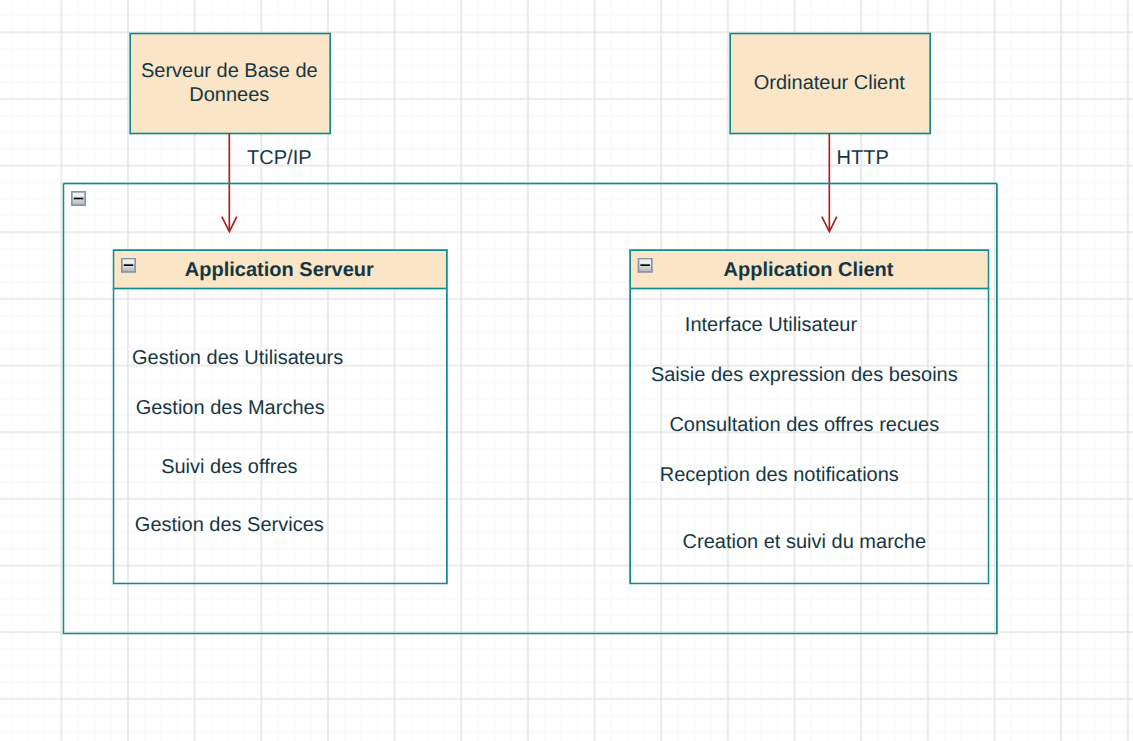 Serveur de Base de
Donnees
Ordinateur Client
TCP/IP
HTTP
Application Serveur
Gestion des Utilisateurs
Gestion des Marches
Suivi des offres
Gestion des Services
Application Client
Interface Utilisateur
Saisie des expression des besoins
Consultation des offres recues
Reception des notifications
Creation et suivi du marche